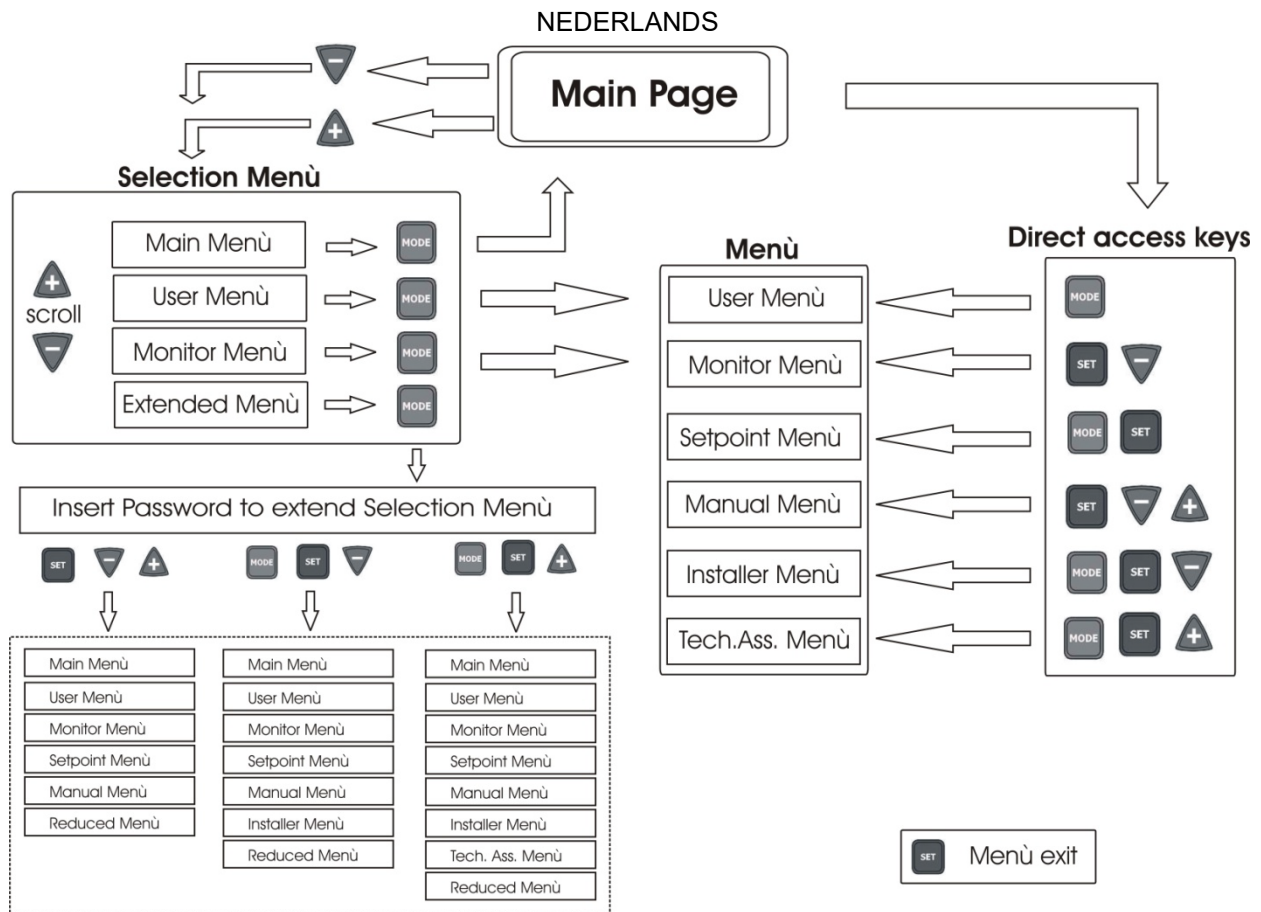 NEDERLANDS
Main Page
Selection Menù
scroll
Main Menù
MODE
User Menù
MODE
Monitor Menù
MODE
Extended Menù
MODE
Insert Password to extend Selection Menù
SET
MODE SET
MODE SET
Main Menù
User Menù
Monitor Menù
Setpoint Menù
Manual Menù
Reduced Menù
Main Menù
User Menù
Monitor Menù
Setpoint Menù
Manual Menù
Installer Menù
Reduced Menù
Main Menù
User Menù
Monitor Menù
Setpoint Menù
Manual Menù
Installer Menù
Tech. Ass. Menù
Reduced Menù
Menù
User Menù
Monitor Menù
Setpoint Menù
Manual Menù
Installer Menù
Tech.Ass. Menù
Direct access keys
MODE
SET
MODE SET
SET
MODE SET
MODE SET
SET Menù exit